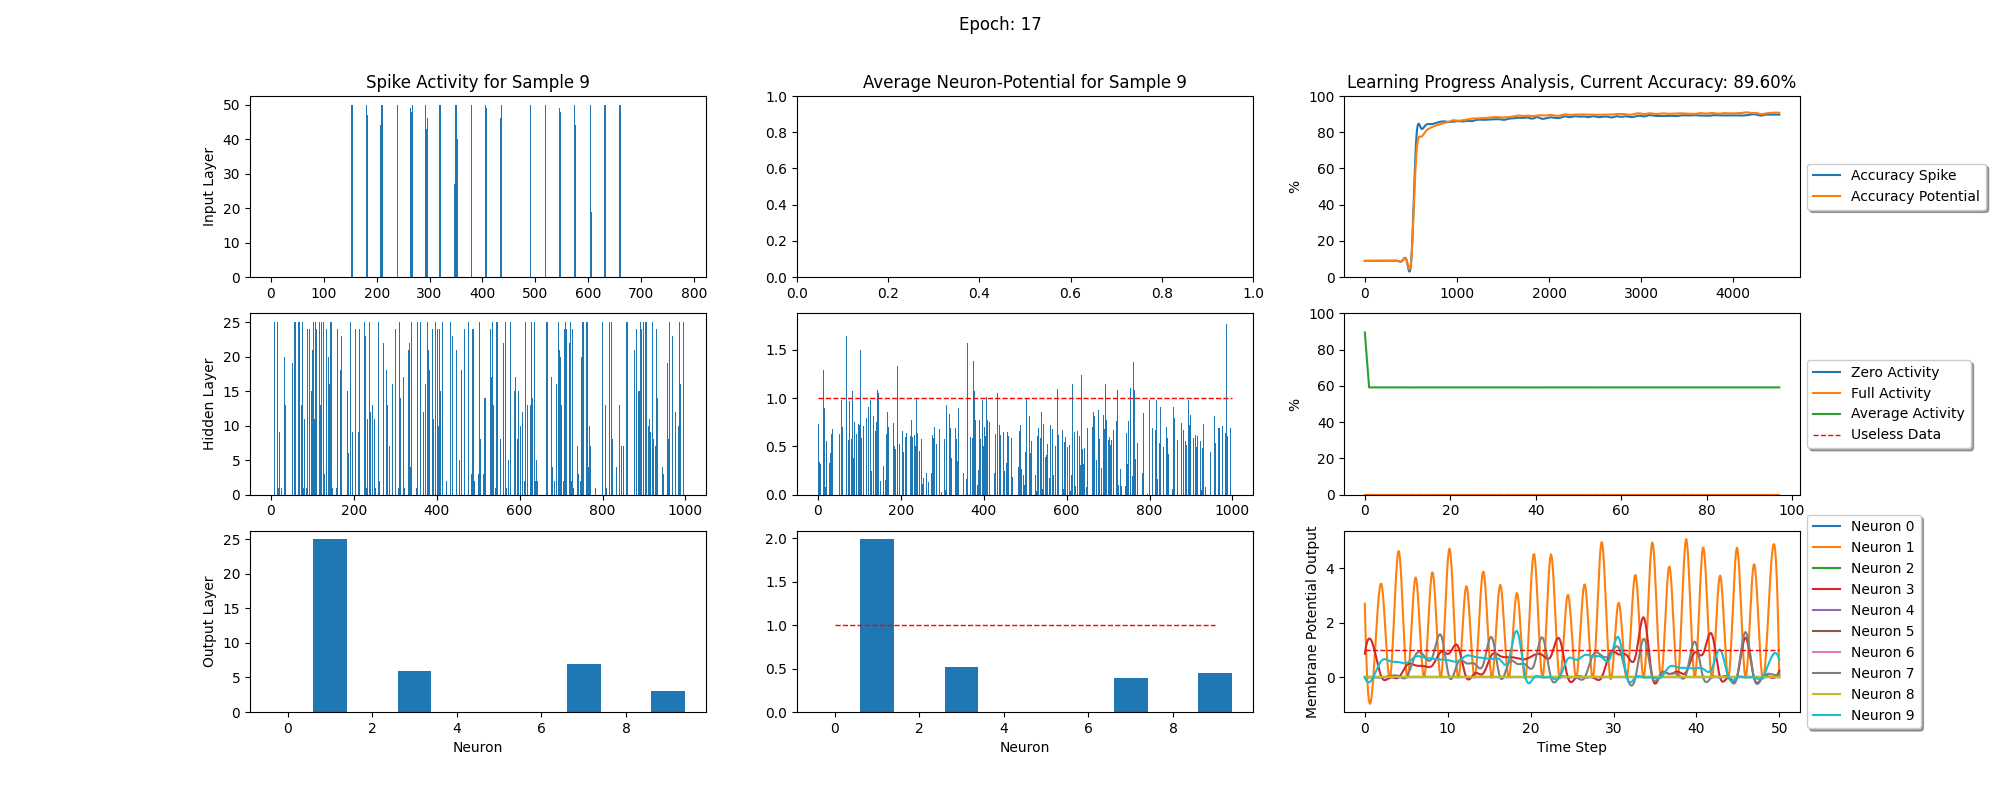 Epoch: 17
Spike Activity for Sample 9
Average Neuron-Potential for Sample 9
Learning Progress Analysis, Current Accuracy: 89.60%
Input Layer
50
40
30
20
10
0
0 100 200 300 400 500 600 700 800
1.0
0.8
0.6
0.4
0.2
0.0
0.0 0.2 0.4 0.6 0.8 1.0
%
100
80
60
40
20
0
0 1000 2000 3000 4000
Accuracy Spike
Accuracy Potential
Hidden Layer
25
20
15
10
5
0
0 200 400 600 800 1000
1.5
1.0
0.5
0.0
0 200 400 600 800 1000
%
100
80
60
40
20
0
0 20 40 60 80 100
Zero Activity
Full Activity
Average Activity
Useless Data
Output Layer
25
20
15
10
5
0
0 2 4 6 8
Neuron
2.0
1.5
1.0
0.5
0.0
0 2 4 6 8
Neuron
Membrane Potential Output
4
2
0
0 10 20 30 40 50
Time Step
Neuron 0
Neuron 1
Neuron 2
Neuron 3
Neuron 4
Neuron 5
Neuron 6
Neuron 7
Neuron 8
Neuron 9